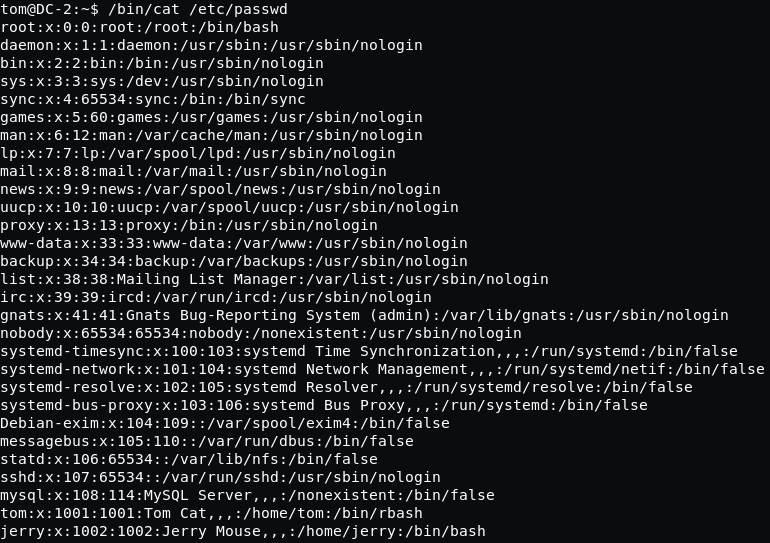 tom@DC-2:~$ /bin/cat /etc/passwd
root:x:0:0:root:/root:/bin/bash
daemon:x:1:1:daemon:/usr/sbin:/usr/sbin/nologin
bin:x:2:2:bin:/bin:/usr/sbin/nologin
sys:x:3:3:sys:/dev:/usr/sbin/nologin
sync:x:4:65534:sync:/bin:/bin/sync
games:x:5:60:games:/usr/games:/usr/sbin/nologin
man:x:6:12:man:/var/cache/man:/usr/sbin/nologin
lp:x:7:7:lp:/var/spool/lpd:/usr/sbin/nologin
mail:x:8:8:mail:/var/mail:/usr/sbin/nologin
news:x:9:9:news:/var/spool/news:/usr/sbin/nologin
uucp:x:10:10:uucp:/var/spool/uucp:/usr/sbin/nologin
proxy:x:13:13:proxy:/bin:/usr/sbin/nologin
www-data:x:33:33:www-data:/var/www:/usr/sbin/nologin
backup:x:34:34:backup:/var/backups:/usr/sbin/nologin
list:x:38:38:Mailing List Manager:/var/list:/usr/sbin/nologin
irc:x:39:39:ircd:/var/run/ircd:/usr/sbin/nologin
gnats:x:41:41:Gnats Bug-Reporting System (admin):/var/lib/gnats:/usr/sbin/nologin
nobody:x:65534:65534:nobody:/nonexistent:/usr/sbin/nologin
systemd-timesync:x:100:103:systemd Time Synchronization,,,:/run/systemd:/bin/false
systemd-network:x:101:104:systemd Network Management,,,:/run/systemd/netif:/bin/false
systemd-resolve:x:102:105:systemd Resolver,,,:/run/systemd/resolve:/bin/false
systemd-bus-proxy:x:103:106:systemd Bus Proxy,,,:/run/systemd:/bin/false
Debian-exim:x:104:109::/var/spool/exim4:/bin/false
messagebus:x:105:110::/var/run/dbus:/bin/false
statd:x:106:65534::/var/lib/nfs:/bin/false
sshd:x:107:65534::/var/run/sshd:/usr/sbin/nologin
mysql:x:108:114:MySQL Server,,,:/nonexistent:/bin/false
tom:x:1001:1001:Tom Cat,,,:/home/tom:/bin/rbash
jerry:x:1002:1002:Jerry Mouse,,,:/home/jerry:/bin/bash